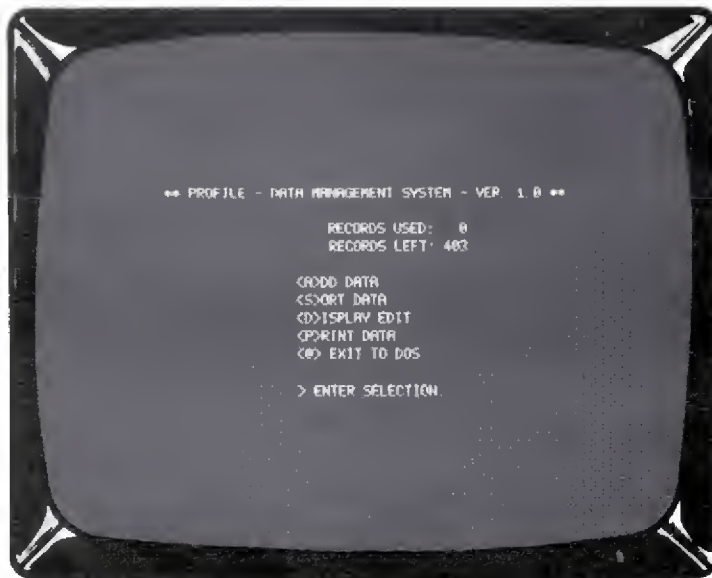 ** PROFILE - DATA MANAGEMENT SYSTEM - VER. 1.0 **
RECORDS USED: 0
RECORDS LEFT: 403
<A>DD DATA
<S>ORT DATA
<D>ISPLAY EDIT
<P>RINT DATA
<@> EXIT TO DOS
> ENTER SELECTION.